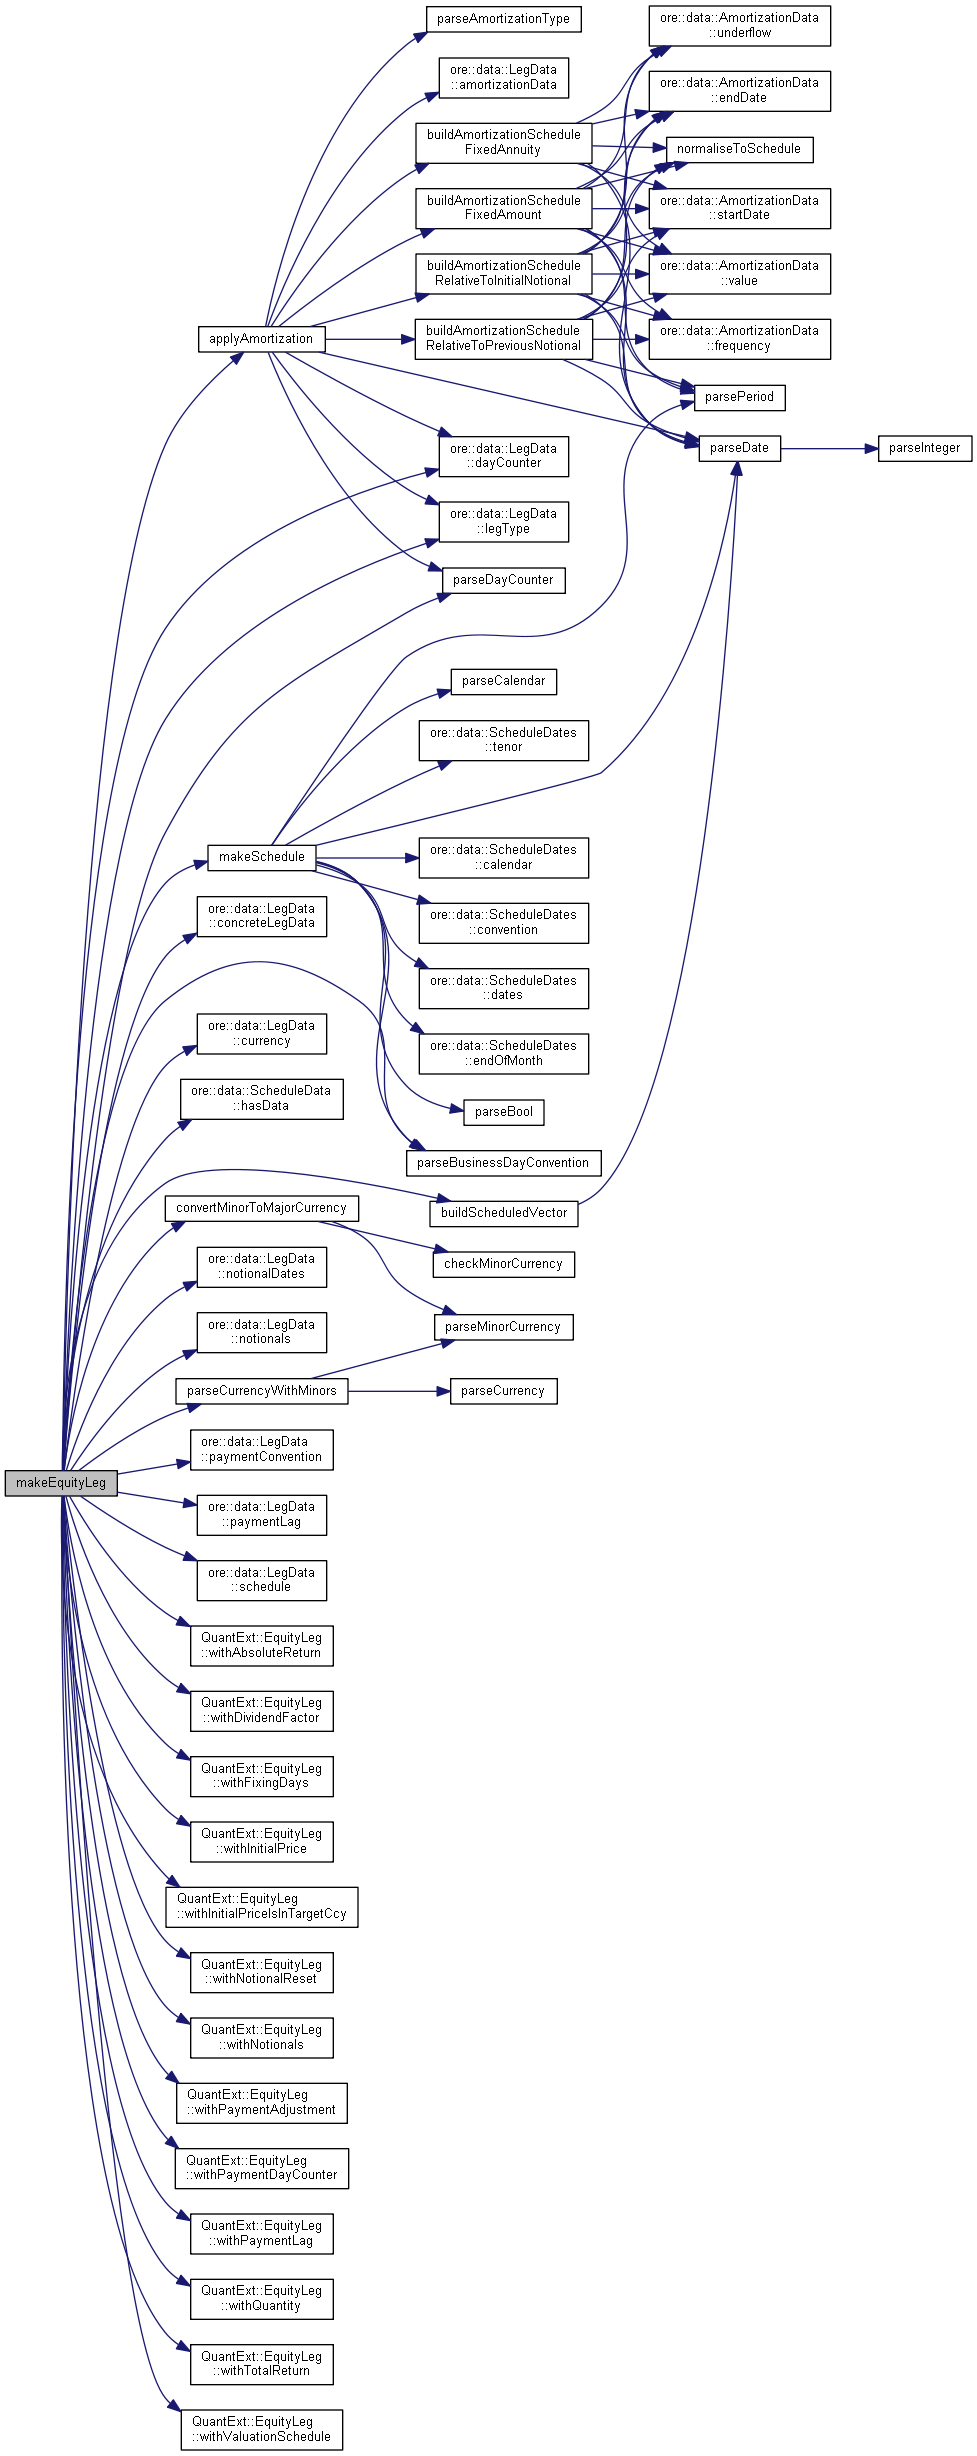 parseAmortizationType
ore::data::LegData
::amortizationData
buildAmortizationSchedule
FixedAnnuity
buildAmortizationSchedule
FixedAmount
buildAmortizationSchedule
RelativeToInitialNotional
buildAmortizationSchedule
RelativeToPreviousNotional
ore::data::AmortizationData
::underflow
ore::data::AmortizationData
::endDate
normaliseToSchedule
ore::data::AmortizationData
::startDate
ore::data::AmortizationData
::value
ore::data::AmortizationData
::frequency
parsePeriod
parseDate
parseInteger
applyAmortization
ore::data::LegData
::dayCounter
ore::data::LegData
::legType
parseDayCounter
parseCalendar
ore::data::ScheduleDates
::tenor
makeSchedule
ore::data::ScheduleDates
::calendar
ore::data::ScheduleDates
::convention
ore::data::ScheduleDates
::dates
ore::data::ScheduleDates
::endOfMonth
parseBool
parseBusinessDayConvention
buildScheduledVector
checkMinorCurrency
parseMinorCurrency
parseCurrency
ore::data::LegData
::concreteLegData
ore::data::LegData
::currency
ore::data::ScheduleData
::hasData
convertMinorToMajorCurrency
ore::data::LegData
::notionalDates
ore::data::LegData
::notionals
parseCurrencyWithMinors
ore::data::LegData
::paymentConvention
makeEquityLeg
ore::data::LegData
::paymentLag
ore::data::LegData
::schedule
QuantExt::EquityLeg
::withAbsoluteReturn
QuantExt::EquityLeg
::withDividendFactor
QuantExt::EquityLeg
::withFixingDays
QuantExt::EquityLeg
::withInitialPrice
QuantExt::EquityLeg
::withInitialPriceIsInTargetCcy
QuantExt::EquityLeg
::withNotionalReset
QuantExt::EquityLeg
::withNotionals
QuantExt::EquityLeg
::withPaymentAdjustment
QuantExt::EquityLeg
::withPaymentDayCounter
QuantExt::EquityLeg
::withPaymentLag
QuantExt::EquityLeg
::withQuantity
QuantExt::EquityLeg
::withTotalReturn
QuantExt::EquityLeg
::withValuationSchedule